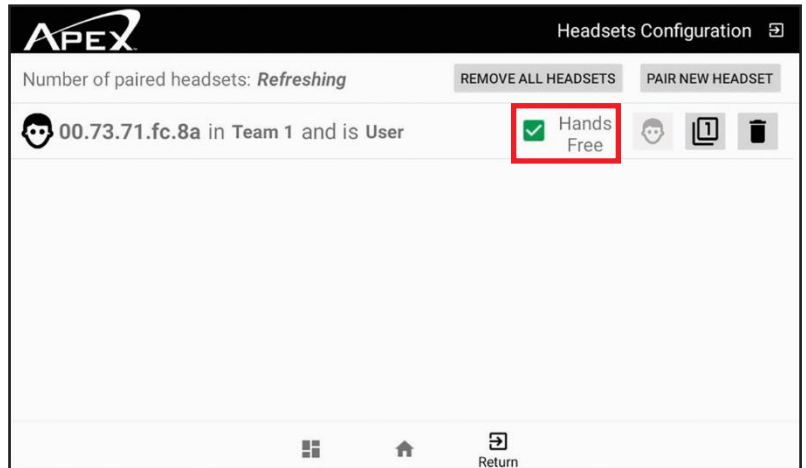 APEX
Headsets Configuration
Number of paired headsets: Refreshing
REMOVE ALL HEADSETS
PAIR NEW HEADSET
00.73.71.fc.8a in Team 1 and is User
Hands
Free
1
Return